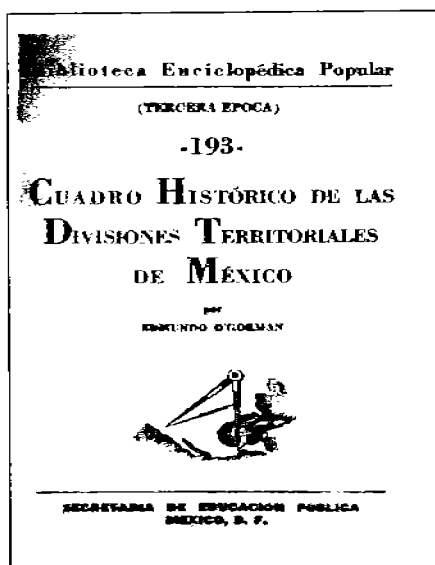 Biblioteca Enciclopédica Popular
(TERCERA EPOCA)
-193-
CUADRO HISTÓRICO DE LAS
DIVISIONES TERRITORIALES
DE MÉXICO
por
EDMUNDO O'GORMAN
SECRETARIA DE EDUCACION PUBLICA
MEXICO, D. F.